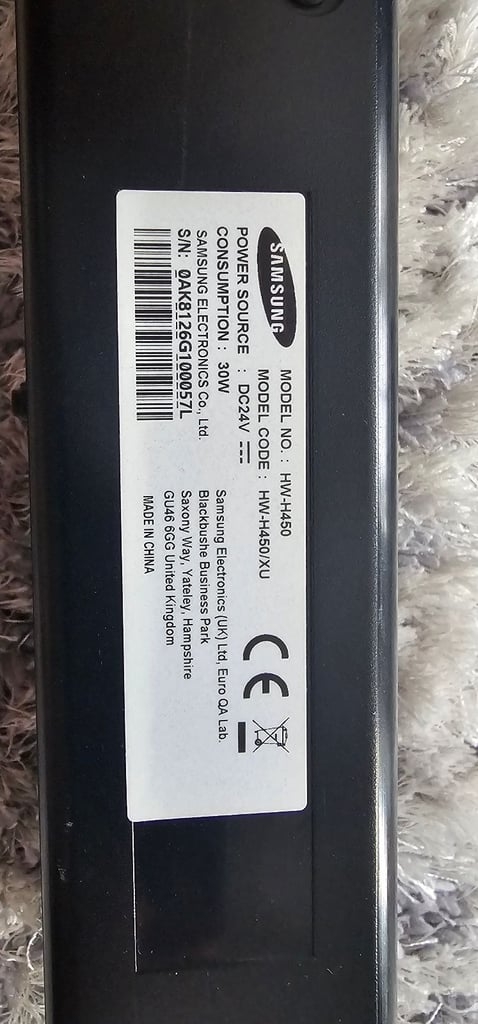 SAMSUNG
MODEL NO. : HW-H450
MODEL CODE : HW-H450/XU
POWER SOURCE : DC24V
CONSUMPTION : 30W
SAMSUNG ELECTRONICS Co., Ltd.
S/N: 0AK8126G100057L
Samsung Electronics (UK) Ltd, Euro QA Lab.
Blackbushe Business Park
Saxony Way, Yateley, Hampshire
GU46 6GG United Kingdom
MADE IN CHINA
CE